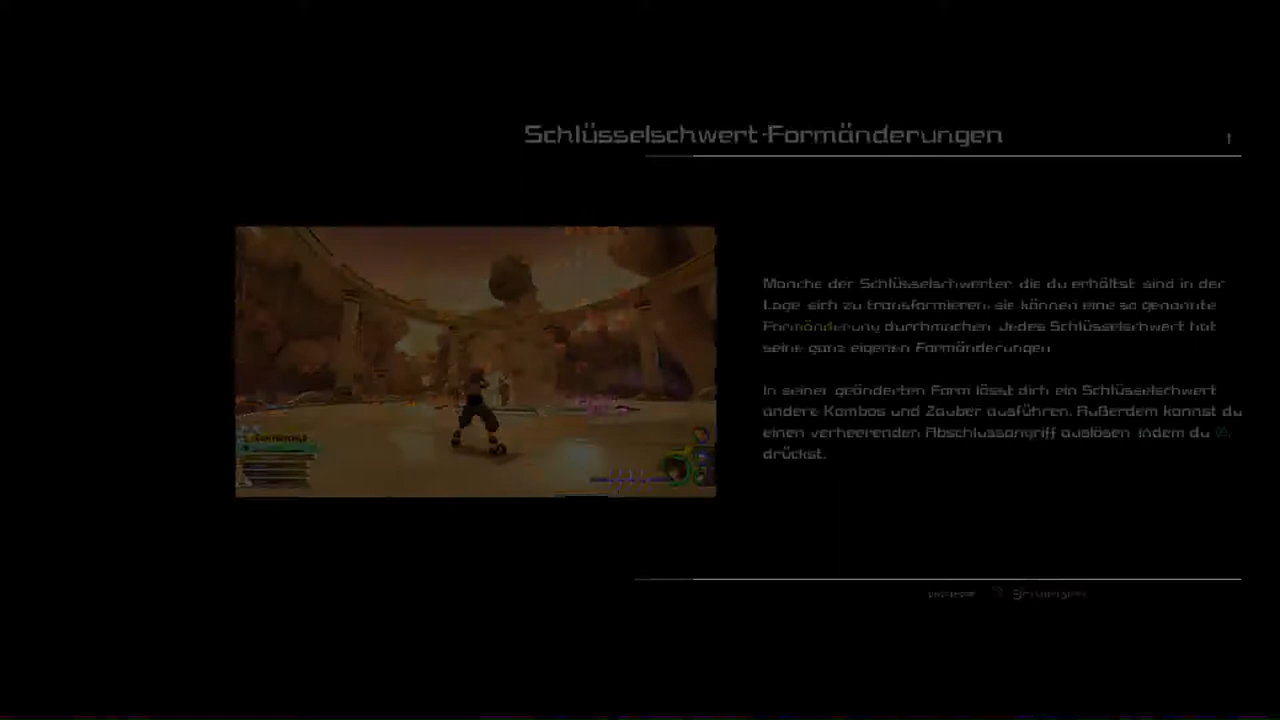 Schlüsselschwert-Formänderungen
1
Manche der Schlüsselschwerter, die du erhältst, sind in der
Lage, sich zu transformieren; sie können eine so genannte
Formänderung durchmachen. Jedes Schlüsselschwert hat
seine ganz eigenen Formänderungen.
In seiner geänderten Form lässt dich ein Schlüsselschwert
andere Kombos und Zauber ausführen. Außerdem kannst du
einen verheerenden Abschlussangriff auslösen, indem du
drückst.